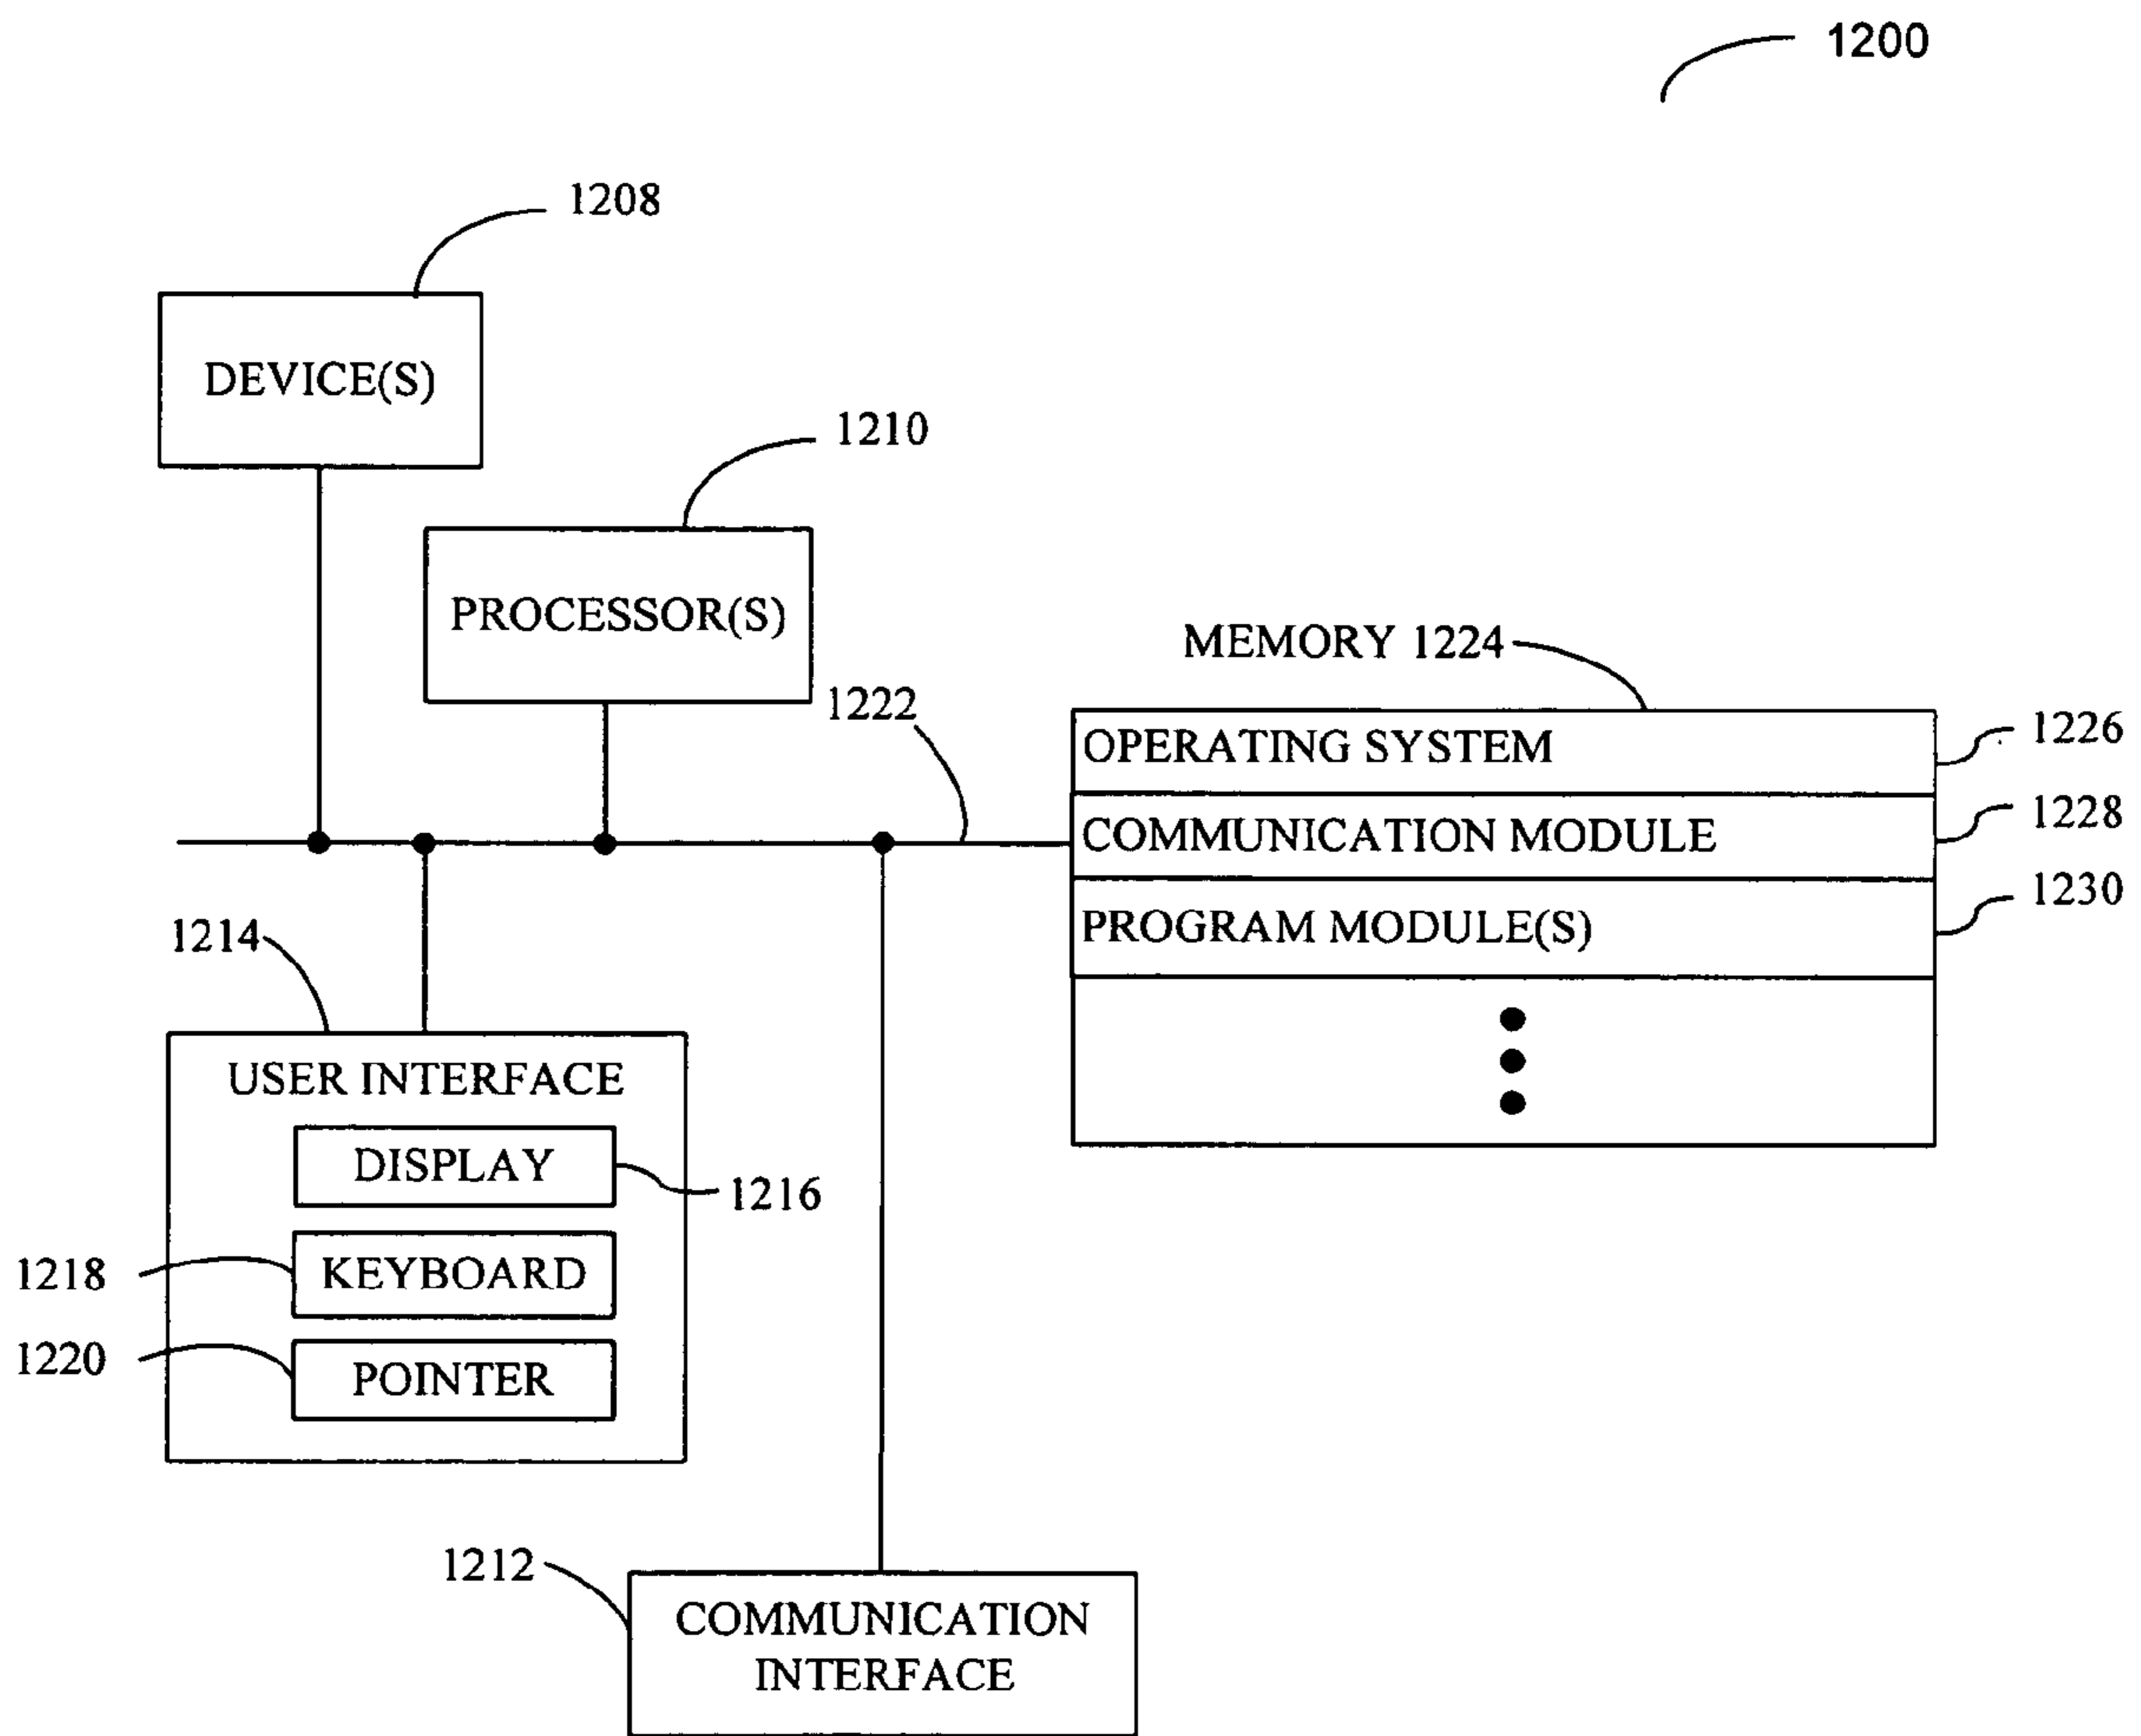 1200
1208
DEVICE(S)
1210
PROCESSOR(S)
MEMORY 1224
1222
OPERATING SYSTEM
1226
COMMUNICATION MODULE
1228
PROGRAM MODULE(S)
1230
1214
USER INTERFACE
DISPLAY
1216
1218
KEYBOARD
1220
POINTER
1212
COMMUNICATION
INTERFACE